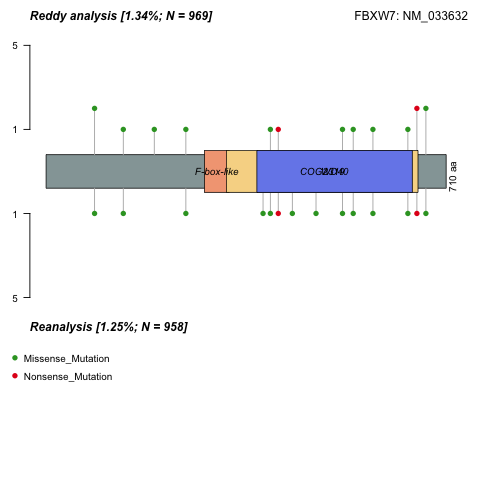 Reddy analysis [1.34%; N = 969]
FBXW7: NM_033632
5
1
F-box-like
WD40
710 aa
1
5
Reanalysis [1.25%; N = 958]
Missense_Mutation
Nonsense_Mutation